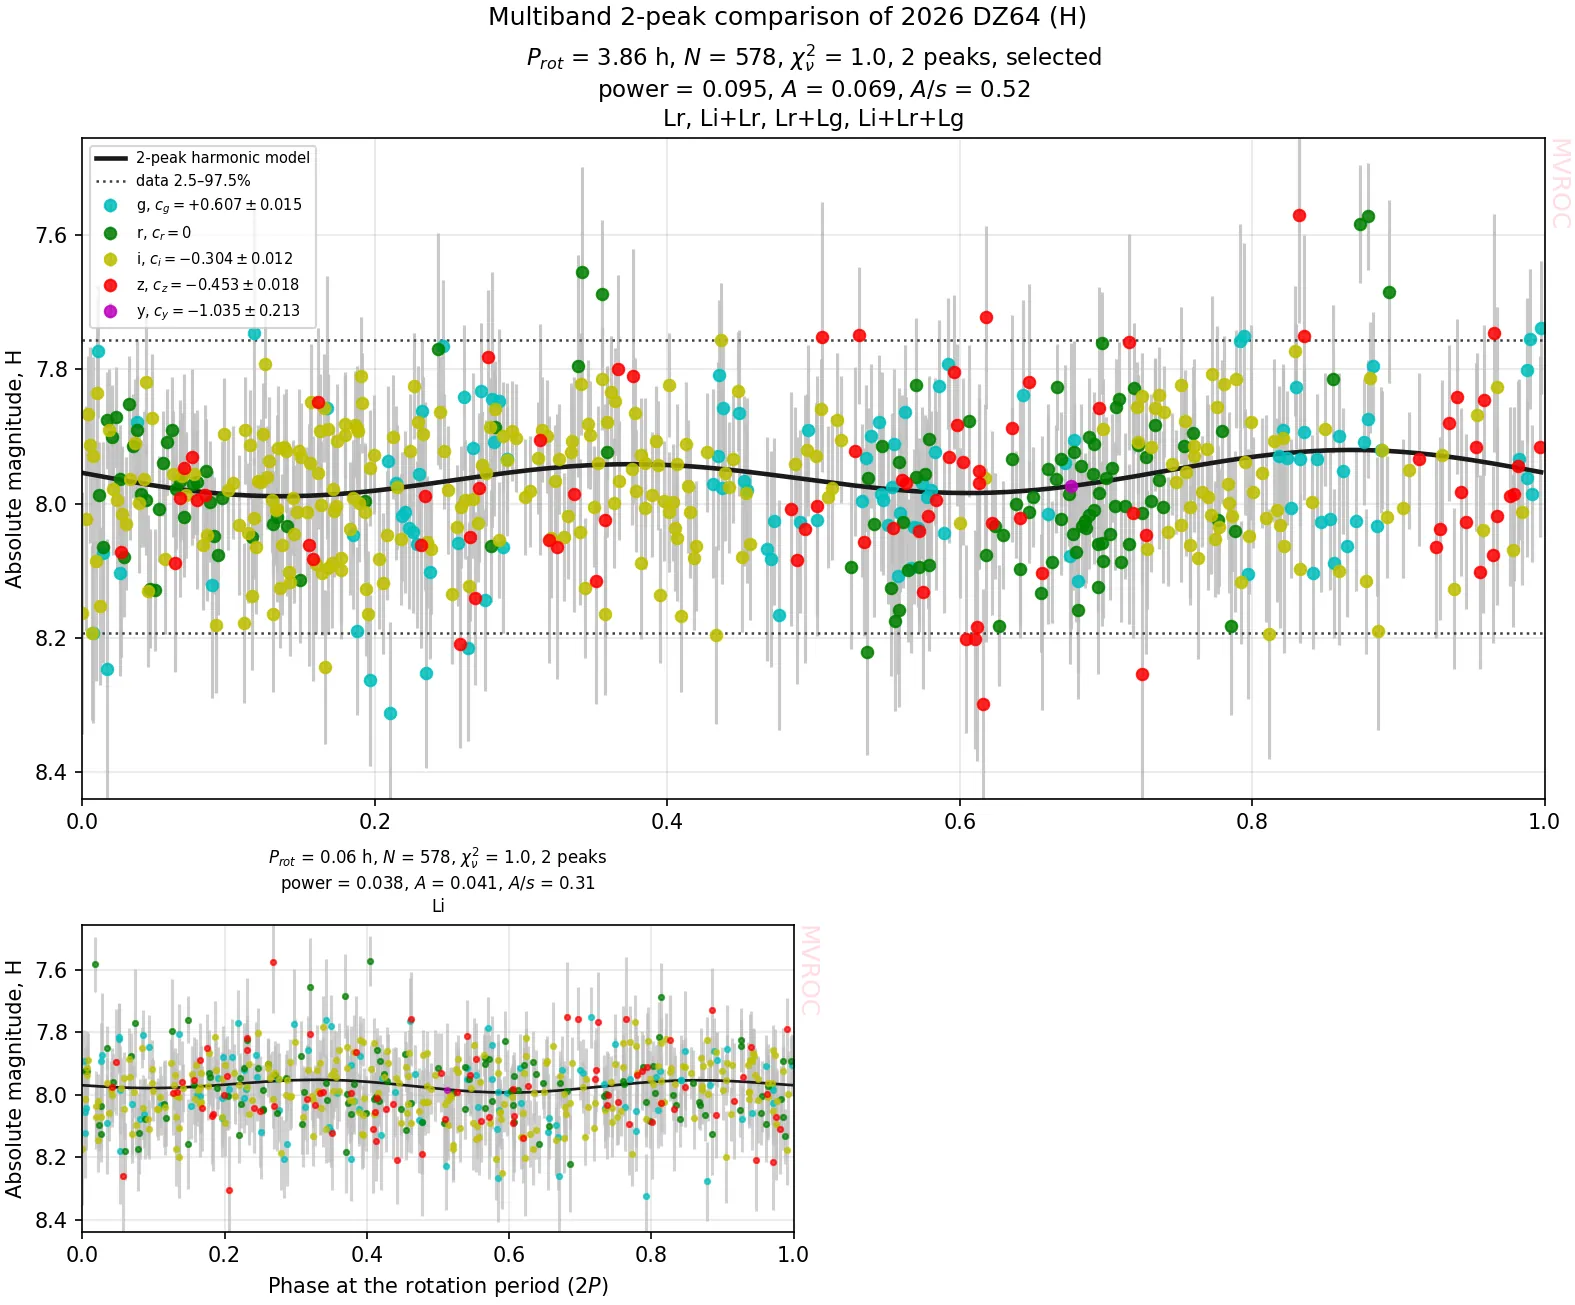 Multiband 2-peak comparison of 2026 DZ64 (H)
P_rot = 3.86 h, N = 578, χ²_ν = 1.0, 2 peaks, selected
power = 0.095, A = 0.069, A/s = 0.52
Lr, Li+Lr, Lr+Lg, Li+Lr+Lg
2-peak harmonic model
data 2.5–97.5%
g, c_g = +0.607 ± 0.015
r, c_r = 0
i, c_i = −0.304 ± 0.012
z, c_z = −0.453 ± 0.018
y, c_y = −1.035 ± 0.213
MVROC
Absolute magnitude, H
7.6
7.8
8.0
8.2
8.4
0.0 0.2 0.4 0.6 0.8 1.0
P_rot = 0.06 h, N = 578, χ²_ν = 1.0, 2 peaks
power = 0.038, A = 0.041, A/s = 0.31
Li
MVROC
Absolute magnitude, H
7.6
7.8
8.0
8.2
8.4
0.0 0.2 0.4 0.6 0.8 1.0
Phase at the rotation period (2P)